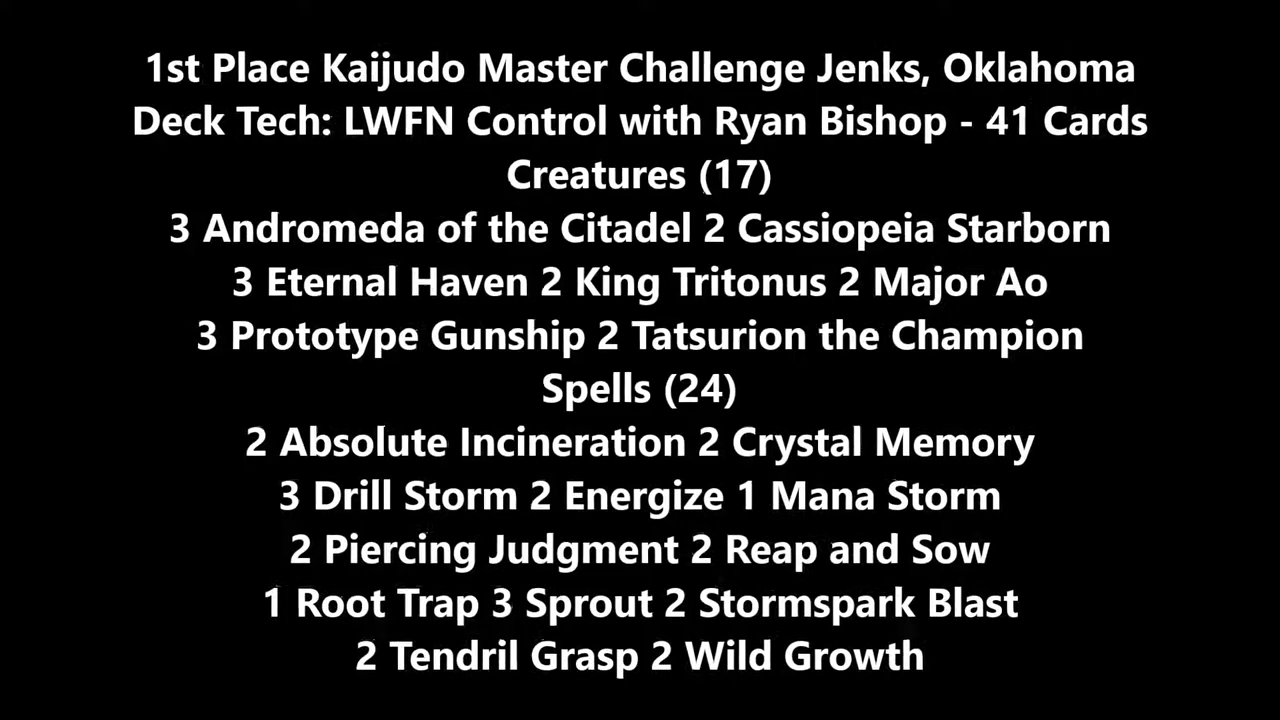 1st Place Kaijudo Master Challenge Jenks, Oklahoma
Deck Tech: LWFN Control with Ryan Bishop - 41 Cards
Creatures (17)
3 Andromeda of the Citadel 2 Cassiopeia Starborn
3 Eternal Haven 2 King Tritonus 2 Major Ao
3 Prototype Gunship 2 Tatsurion the Champion
Spells (24)
2 Absolute Incineration 2 Crystal Memory
3 Drill Storm 2 Energize 1 Mana Storm
2 Piercing Judgment 2 Reap and Sow
1 Root Trap 3 Sprout 2 Stormspark Blast
2 Tendril Grasp 2 Wild Growth